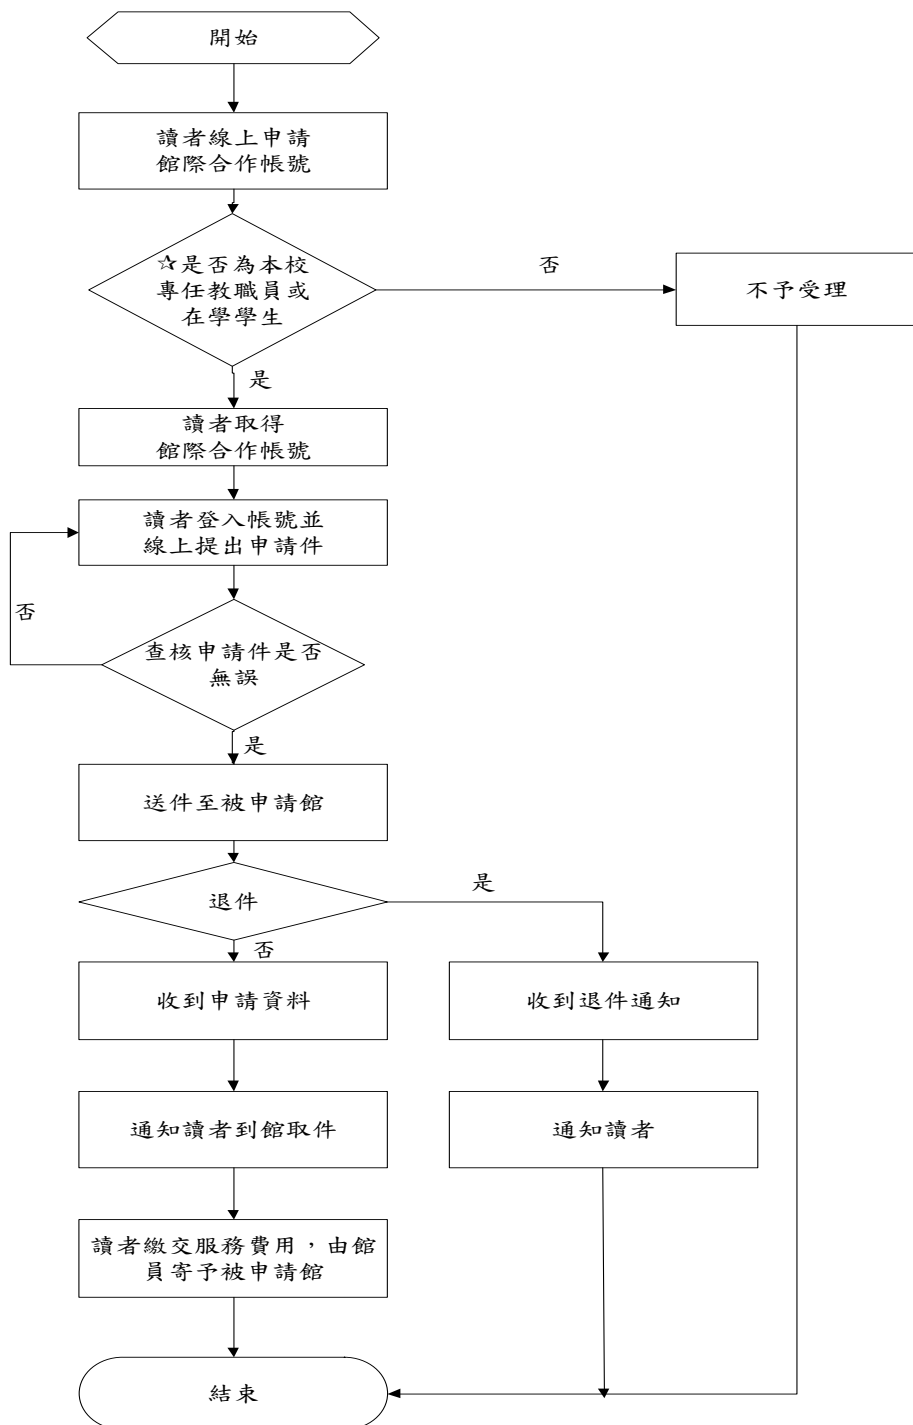 開始
讀者線上申請
館際合作帳號
☆是否為本校
專任教職員或
在學學生
否
不予受理
是
讀者取得
館際合作帳號
讀者登入帳號並
線上提出申請件
否
查核申請件是否
無誤
是
送件至被申請館
退件
是
否
收到申請資料
收到退件通知
通知讀者到館取件
通知讀者
讀者繳交服務費用，由館
員寄予被申請館
結束